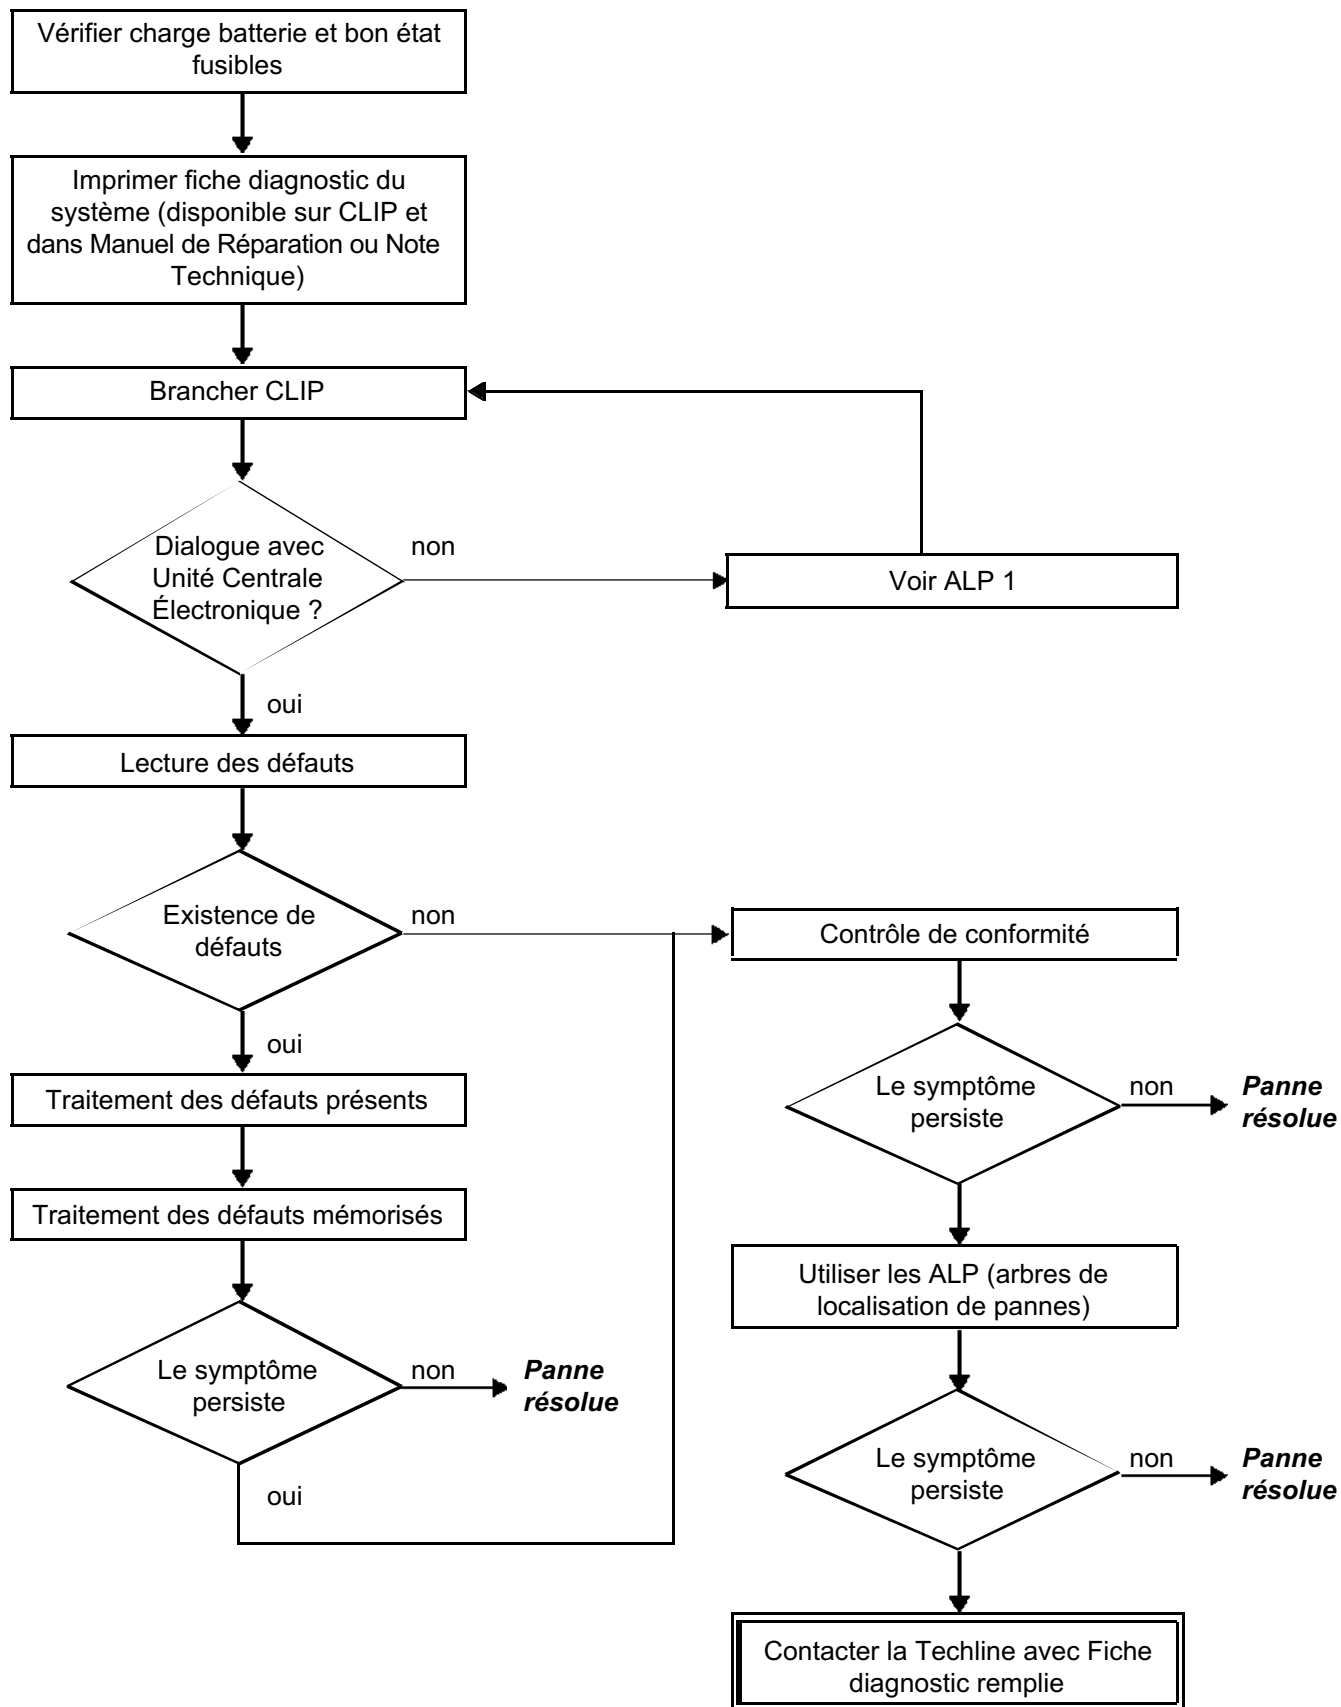 Vérifier charge batterie et bon état
fusibles
Imprimer fiche diagnostic du
système (disponible sur CLIP et
dans Manuel de Réparation ou Note
Technique)
Brancher CLIP
Dialogue avec
Unité Centrale
Électronique ?
non
Voir ALP 1
oui
Lecture des défauts
Existence de
défauts
non
Contrôle de conformité
oui
Traitement des défauts présents
Le symptôme
persiste
non
Panne
résolue
Traitement des défauts mémorisés
Utiliser les ALP (arbres de
localisation de pannes)
Le symptôme
persiste
non
Panne
résolue
oui
Le symptôme
persiste
non
Panne
résolue
Contacter la Techline avec Fiche
diagnostic remplie